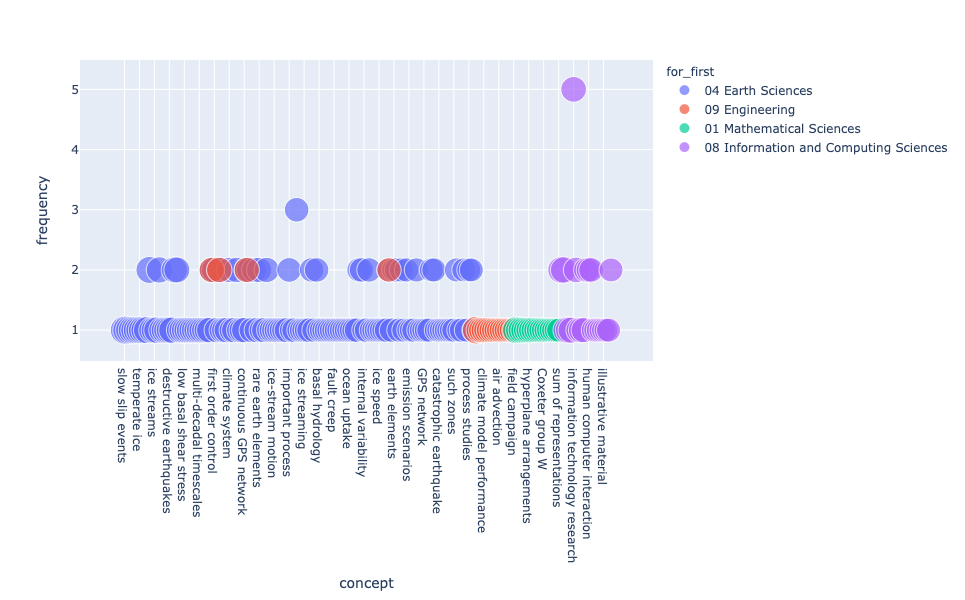 for_first
04 Earth Sciences
09 Engineering
01 Mathematical Sciences
08 Information and Computing Sciences
5
4
3
2
1
frequency
slow slip events
temperate ice
ice streams
destructive earthquakes
low basal shear stress
multi-decadal timescales
first order control
climate system
continuous GPS network
rare earth elements
ice-stream motion
important process
ice streaming
basal hydrology
fault creep
ocean uptake
internal variability
ice speed
earth elements
emission scenarios
GPS network
catastrophic earthquake
such zones
process studies
climate model performance
air advection
field campaign
hyperplane arrangements
Coxeter group W
sum of representations
information technology research
human computer interaction
illustrative material
concept